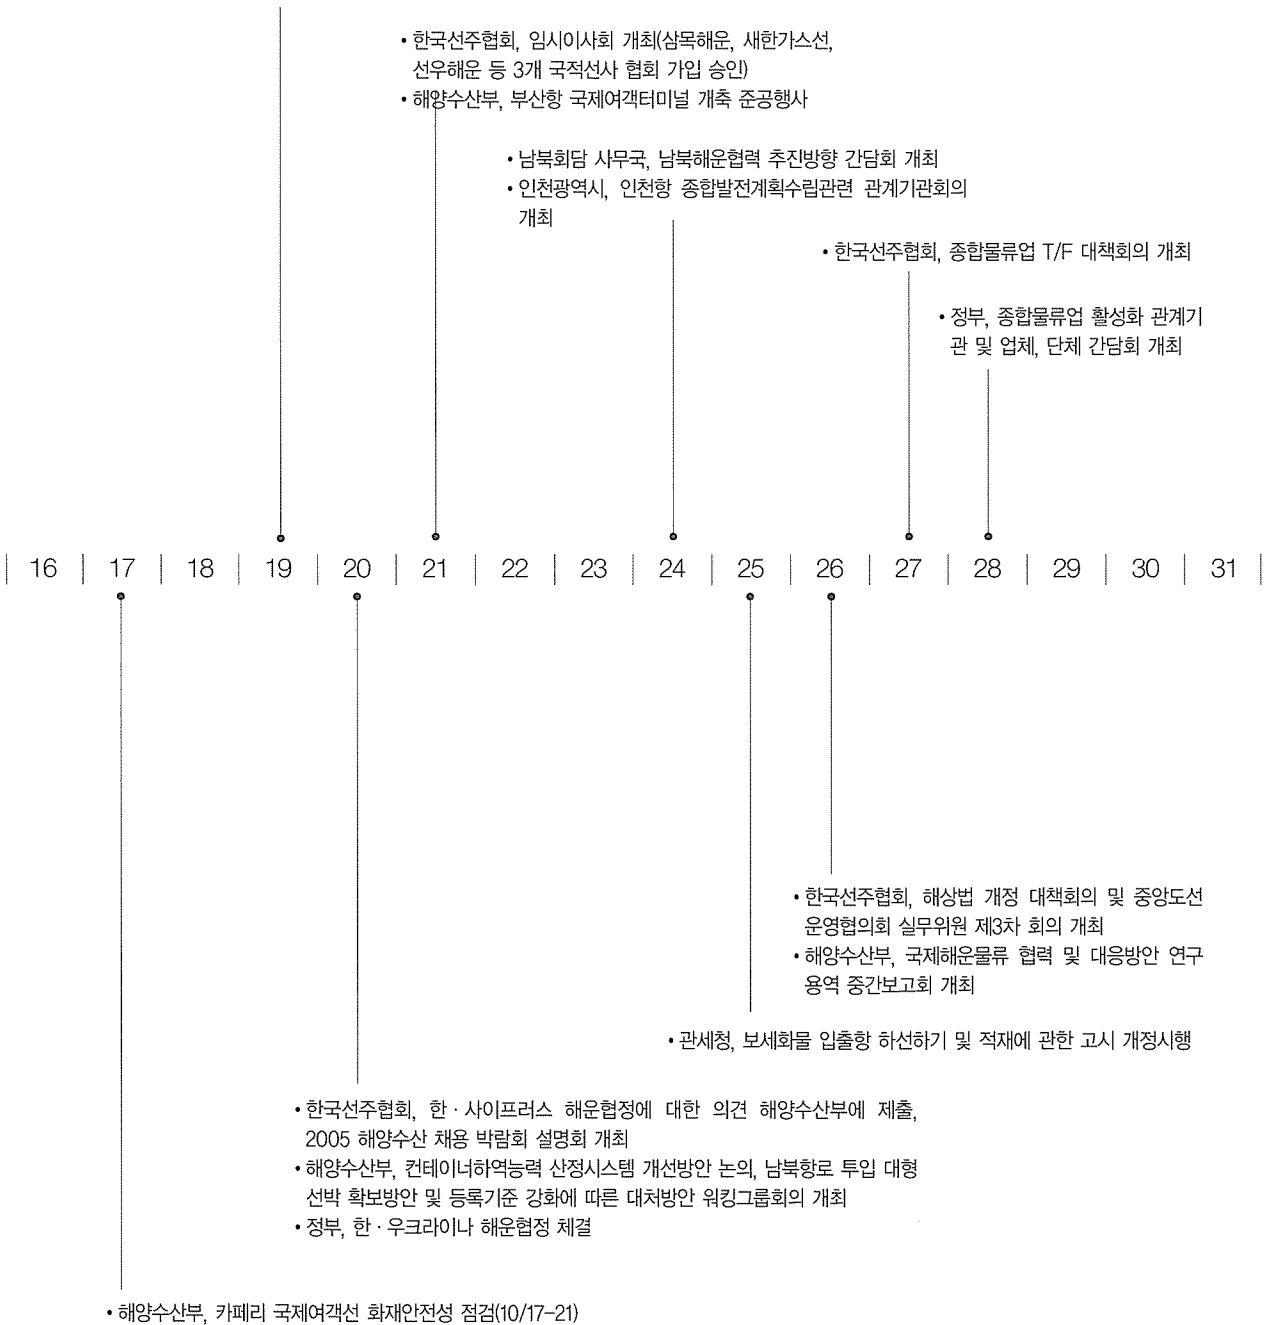 • 한국선주협회, 임시이사회 개최(삼목해운, 새한가스선,
선우해운 등 3개 국적선사 협회 가입 승인)
• 해양수산부, 부산항 국제여객터미널 개축 준공행사
• 남북회담 사무국, 남북해운협력 추진방향 간담회 개최
• 인천광역시, 인천항 종합발전계획수립관련 관계기관회의
개최
• 한국선주협회, 종합물류업 T/F 대책회의 개최
• 정부, 종합물류업 활성화 관계기
관 및 업체, 단체 간담회 개최
16 17 18 19 20 21 22 23 24 25 26 27 28 29 30 31
• 한국선주협회, 해상법 개정 대책회의 및 중앙도선
운영협의회 실무위원 제3차 회의 개최
• 해양수산부, 국제해운물류 협력 및 대응방안 연구
용역 중간보고회 개최
• 관세청, 보세화물 입출항 하선하기 및 적재에 관한 고시 개정시행
• 한국선주협회, 한 · 사이프러스 해운협정에 대한 의견 해양수산부에 제출,
2005 해양수산 채용 박람회 설명회 개최
• 해양수산부, 컨테이너하역능력 산정시스템 개선방안 논의, 남북항로 투입 대형
선박 확보방안 및 등록기준 강화에 따른 대처방안 워킹그룹회의 개최
• 정부, 한 · 우크라이나 해운협정 체결
• 해양수산부, 카페리 국제여객선 화재안전성 점검(10/17-21)